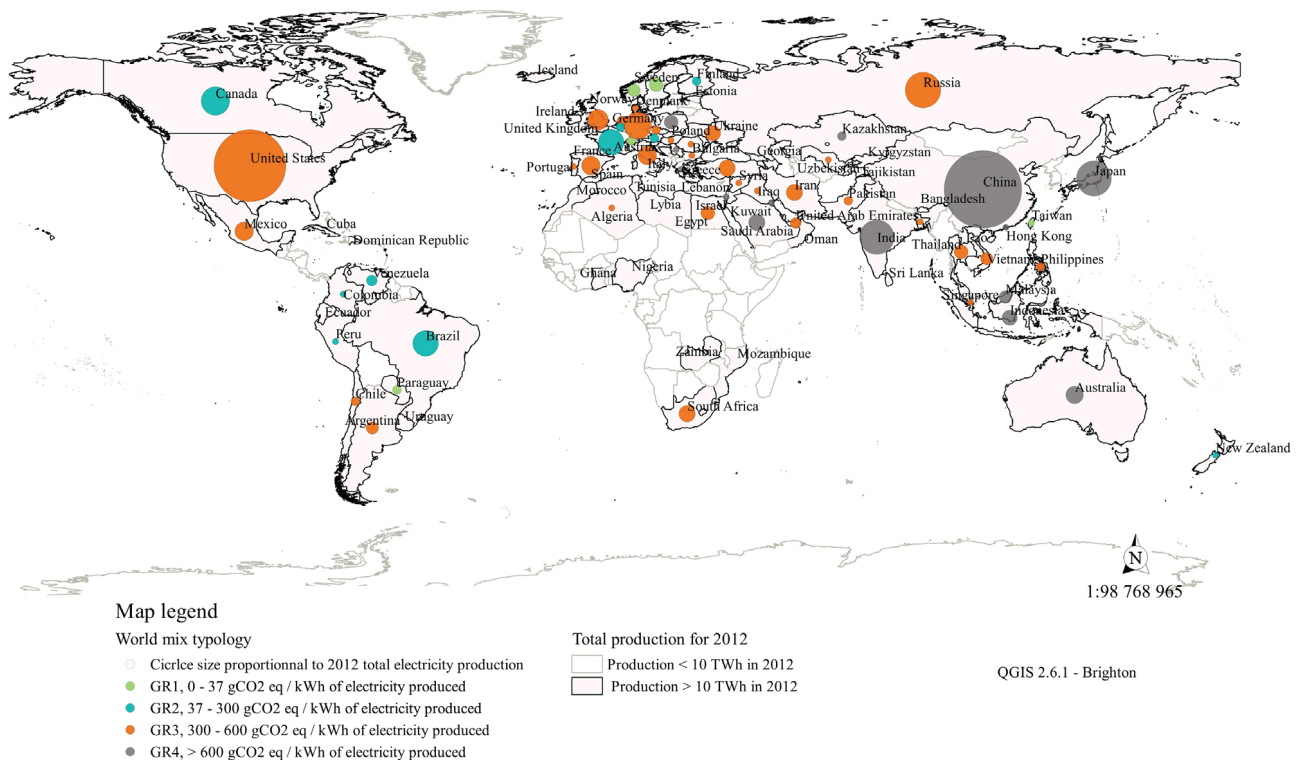 Iceland
Canada
Sweden
Finland
Russia
Norway
Denmark
Estonia
Ireland
Germany
United Kingdom
Poland
Ukraine
Kazakhstan
United States
France
Austria
Bulgaria
Georgia
Kyrgyzstan
Portugal
Italy
Greece
Uzbekistan
Tajikistan
Japan
Spain
Syria
China
Morocco
Tunisia
Lebanon
Iraq
Iran
Pakistan
Bangladesh
Mexico
Cuba
Algeria
Lybia
Israel
Egypt
Kuwait
United Arab Emirates
Taiwan
Saudi Arabia
Oman
India
Hong Kong
Dominican Republic
Thailand
Lao
Venezuela
Ghana
Nigeria
Sri Lanka
Vietnam
Philippines
Colombia
Singapore
Malaysia
Ecuador
Indonesia
Peru
Brazil
Zambia
Mozambique
Paraguay
Chile
Australia
Argentina
Uruguay
South Africa
New Zealand
N
1:98 768 965
Map legend
World mix typology
Cicrlce size proportionnal to 2012 total electricity production
GR1, 0 - 37 gCO2 eq / kWh of electricity produced
GR2, 37 - 300 gCO2 eq / kWh of electricity produced
GR3, 300 - 600 gCO2 eq / kWh of electricity produced
GR4, > 600 gCO2 eq / kWh of electricity produced
Total production for 2012
Production < 10 TWh in 2012
Production > 10 TWh in 2012
QGIS 2.6.1 - Brighton